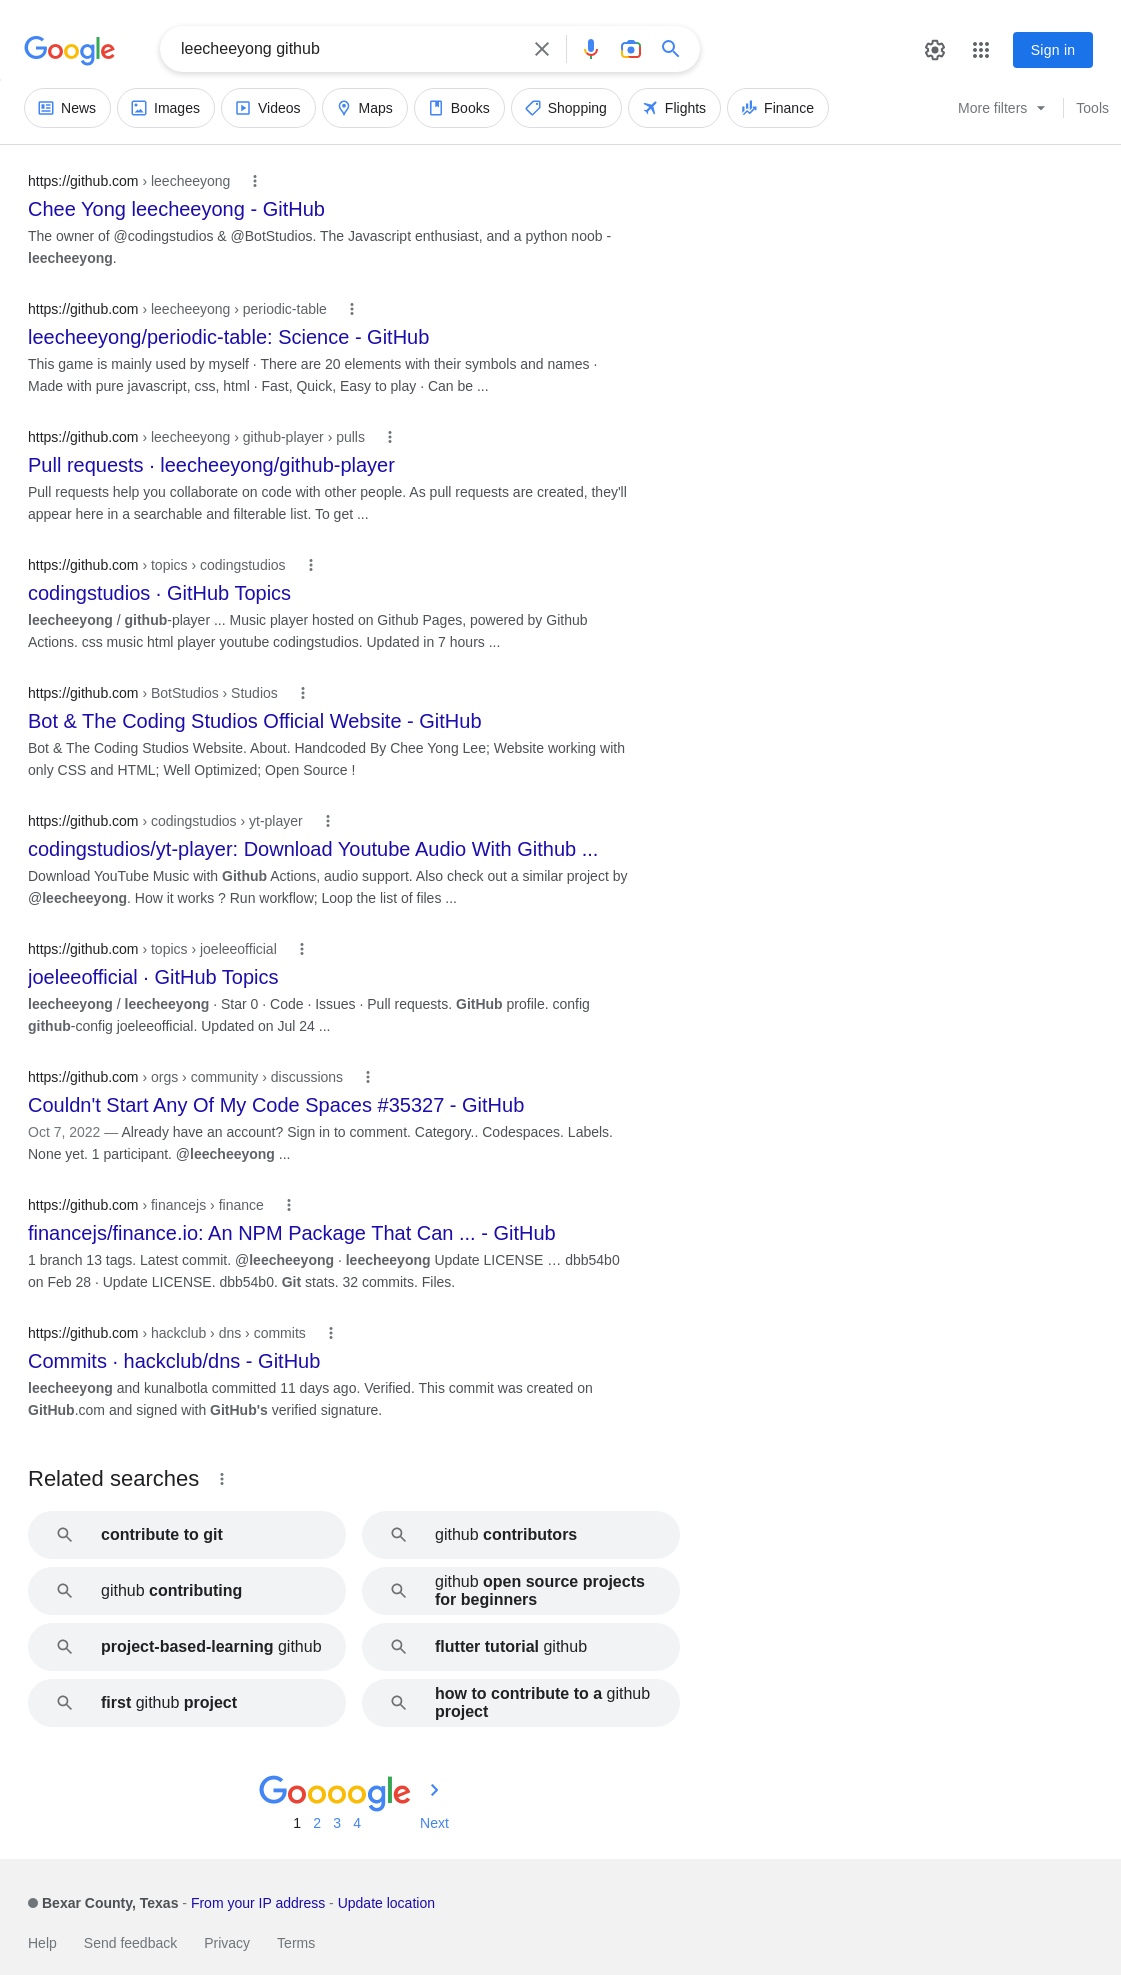 Google
leecheeyong github
Sign in
News
Images
Videos
Maps
Books
Shopping
Flights
Finance
More filters
Tools
https://github.com › leecheeyong
Chee Yong leecheeyong - GitHub
The owner of @codingstudios & @BotStudios. The Javascript enthusiast, and a python noob -
leecheeyong.
https://github.com › leecheeyong › periodic-table
leecheeyong/periodic-table: Science - GitHub
This game is mainly used by myself · There are 20 elements with their symbols and names ·
Made with pure javascript, css, html · Fast, Quick, Easy to play · Can be ...
https://github.com › leecheeyong › github-player › pulls
Pull requests · leecheeyong/github-player
Pull requests help you collaborate on code with other people. As pull requests are created, they'll
appear here in a searchable and filterable list. To get ...
https://github.com › topics › codingstudios
codingstudios · GitHub Topics
leecheeyong / github-player ... Music player hosted on Github Pages, powered by Github
Actions. css music html player youtube codingstudios. Updated in 7 hours ...
https://github.com › BotStudios › Studios
Bot & The Coding Studios Official Website - GitHub
Bot & The Coding Studios Website. About. Handcoded By Chee Yong Lee; Website working with
only CSS and HTML; Well Optimized; Open Source !
https://github.com › codingstudios › yt-player
codingstudios/yt-player: Download Youtube Audio With Github ...
Download YouTube Music with Github Actions, audio support. Also check out a similar project by
@leecheeyong. How it works ? Run workflow; Loop the list of files ...
https://github.com › topics › joeleeofficial
joeleeofficial · GitHub Topics
leecheeyong / leecheeyong · Star 0 · Code · Issues · Pull requests. GitHub profile. config
github-config joeleeofficial. Updated on Jul 24 ...
https://github.com › orgs › community › discussions
Couldn't Start Any Of My Code Spaces #35327 - GitHub
Oct 7, 2022 — Already have an account? Sign in to comment. Category.. Codespaces. Labels.
None yet. 1 participant. @leecheeyong ...
https://github.com › financejs › finance
financejs/finance.io: An NPM Package That Can ... - GitHub
1 branch 13 tags. Latest commit. @leecheeyong · leecheeyong Update LICENSE … dbb54b0
on Feb 28 · Update LICENSE. dbb54b0. Git stats. 32 commits. Files.
https://github.com › hackclub › dns › commits
Commits · hackclub/dns - GitHub
leecheeyong and kunalbotla committed 11 days ago. Verified. This commit was created on
GitHub.com and signed with GitHub's verified signature.
Related searches
contribute to git
github contributors
github contributing
github open source projects
for beginners
project-based-learning github
flutter tutorial github
first github project
how to contribute to a github
project
Goooogle
1 2 3 4 Next
Bexar County, Texas - From your IP address - Update location
Help Send feedback Privacy Terms